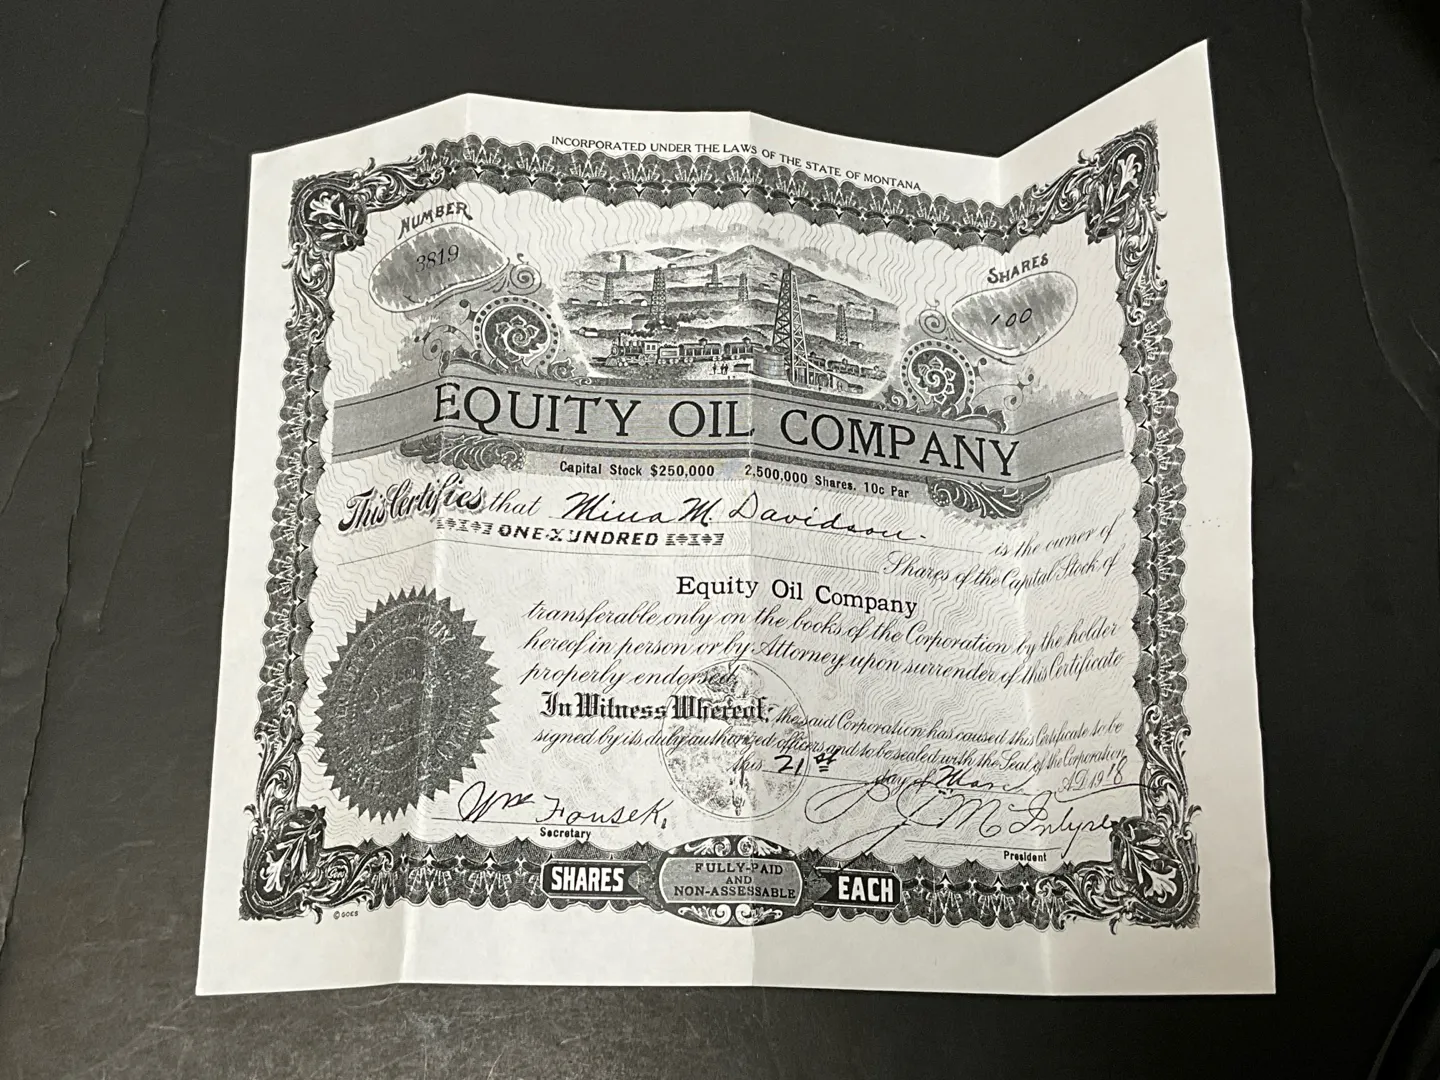 INCORPORATED UNDER THE LAWS OF THE STATE OF MONTANA
NUMBER
3819
SHARES
100
EQUITY OIL COMPANY
Capital Stock $250,000 2,500,000 Shares. 10c Par
This Certifies that Mina M. Davidson is the owner of
ONE HUNDRED Shares of the Capital Stock of
Equity Oil Company
transferable only on the books of the Corporation by the holder
hereof in person or by Attorney upon surrender of this Certificate
properly endorsed.
In Witness Whereof, the said Corporation has caused this Certificate to be
signed by its duly authorized officers and to be sealed with the Seal of the Corporation
this 21st day of Mar A.D. 1918
Wm
Secretary
J. McIntyre
President
SHARES
FULLY-PAID
AND
NON-ASSESSABLE
EACH
© GOES